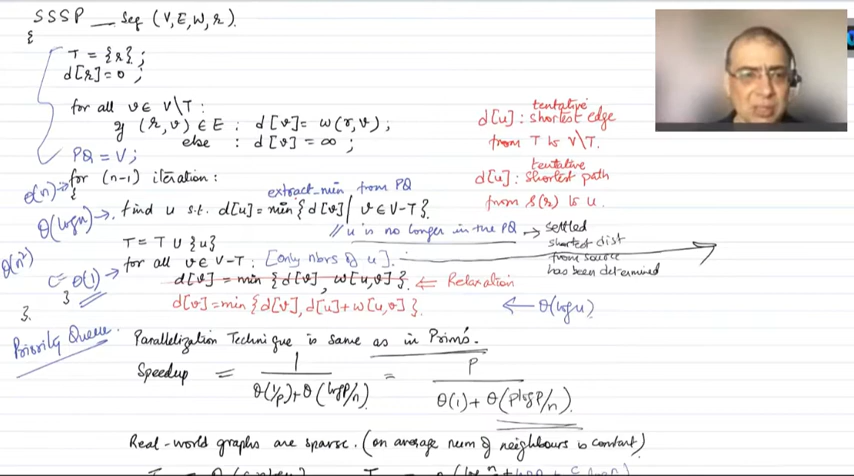 SSSP _ Seq (V, E, W, r).
{
T = {r} ;
d[r] = 0 ;
for all v ∈ V\T :
if (r, v) ∈ E : d[v] = w(r, v) ;
else : d[v] = ∞ ;
PQ = V ;
for (n-1) iteration :
{
θ(n) →
extract_min from PQ
θ(log n) → find u s.t. d[u] = min {d[v] | v ∈ V-T}.
// u is no longer in the PQ → settled
shortest dist
from source
has been determined
T = T ∪ {u}
θ(n²)
for all v ∈ V-T : [only nbrs of u].
C = θ(1) →
d[v] = min {d[v], w[u,v]}. ⇐ Relaxation
d[v] = min {d[v], d[u] + w[u,v]}. ← θ(log n)
}
}.
tentative
d[u] : shortest edge
from T to V\T.
tentative
d[u] : shortest path
from s(r) to u.
Priority Queue.
Parallelization Technique is same as in Prim's.
Speedup = 1 / θ(1/p) + θ(log P/n) = P / θ(1) + θ(P log P/n).
Real-world graphs are sparse. (on average num of neighbours is constant)